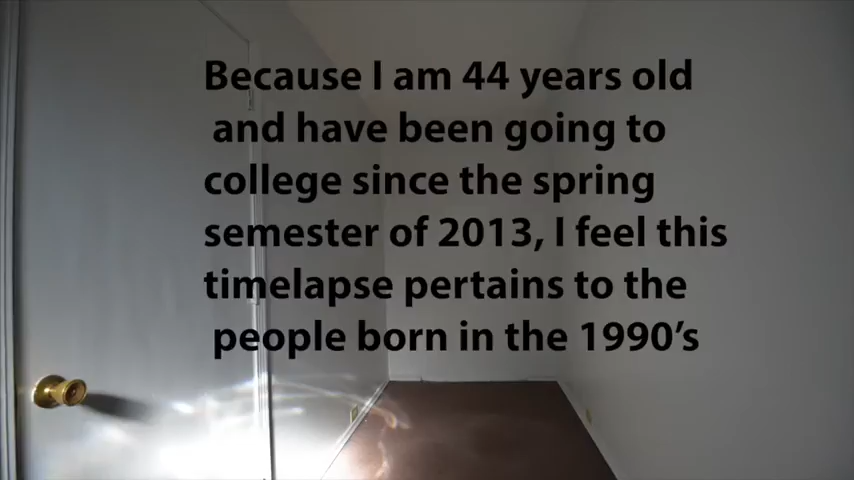 Because I am 44 years old
and have been going to
college since the spring
semester of 2013, I feel this
timelapse pertains to the
people born in the 1990’s